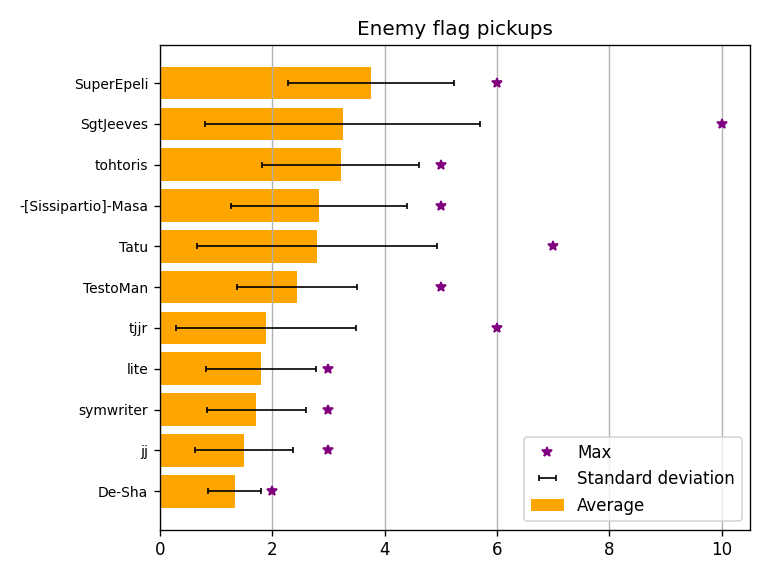 Enemy flag pickups
SuperEpeli
SgtJeeves
tohtoris
-[Sissipartio]-Masa
Tatu
TestoMan
tjjr
lite
symwriter
jj
De-Sha
Max
Standard deviation
Average
0 2 4 6 8 10